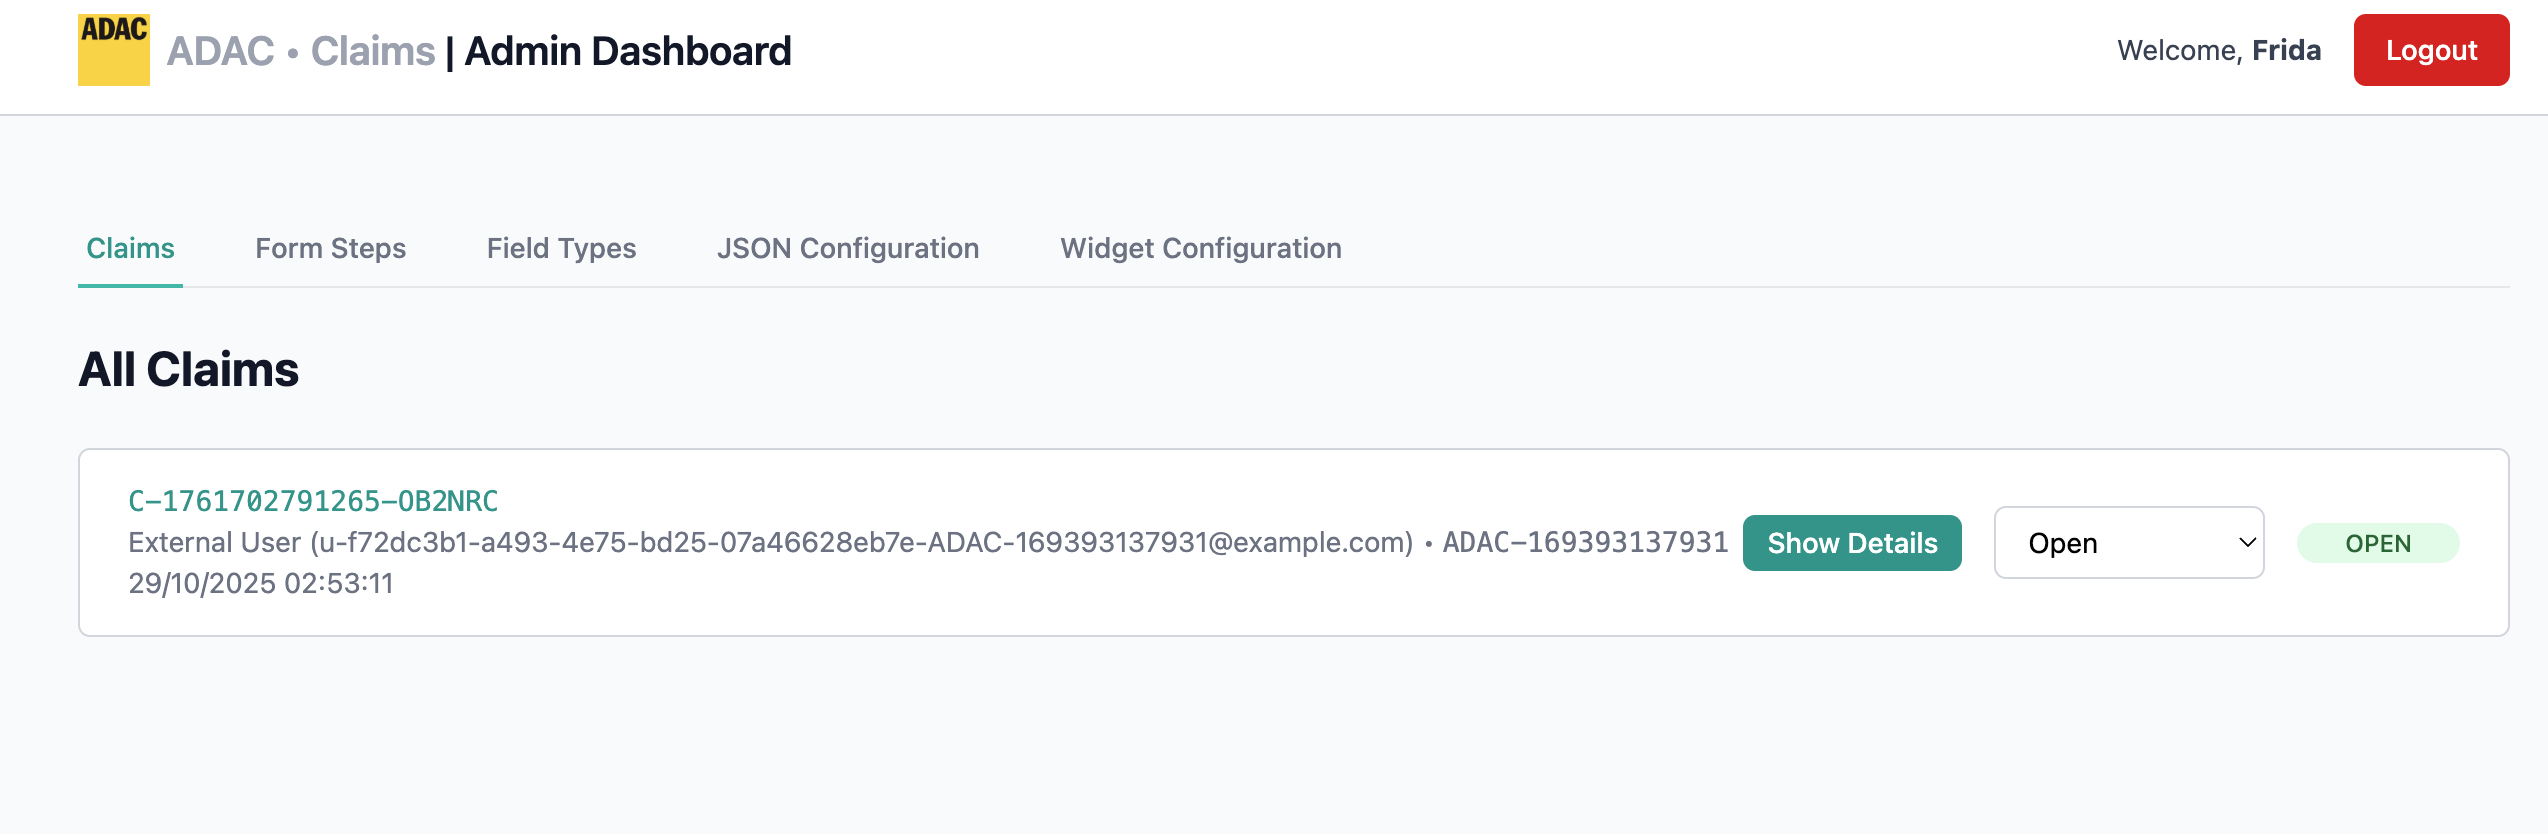 ADAC
ADAC • Claims | Admin Dashboard
Welcome, Frida
Logout
Claims
Form Steps
Field Types
JSON Configuration
Widget Configuration
All Claims
C-1761702791265-OB2NRC
External User (u-f72dc3b1-a493-4e75-bd25-07a46628eb7e-ADAC-169393137931@example.com) • ADAC-169393137931
29/10/2025 02:53:11
Show Details
Open
OPEN